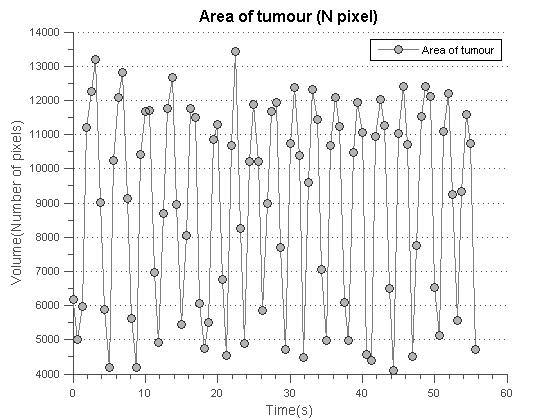 Area of tumour (N pixel)
Area of tumour
Volume(Number of pixels)
14000
13000
12000
11000
10000
9000
8000
7000
6000
5000
4000
0 10 20 30 40 50 60
Time(s)